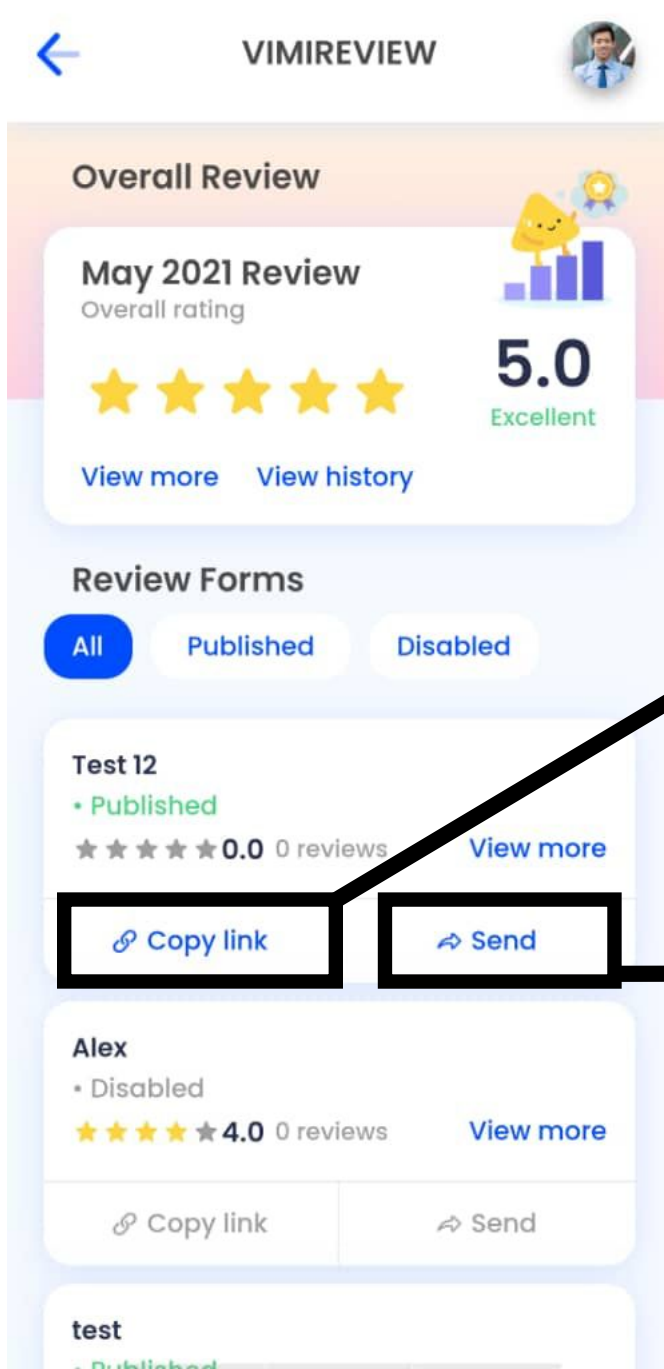 VIMIREVIEW
Overall Review
May 2021 Review
Overall rating
5.0
Excellent
View more View history
Review Forms
All Published Disabled
Test 12
• Published
0.0 0 reviews View more
Copy link Send
Alex
• Disabled
4.0 0 reviews View more
Copy link Send
test
• Published